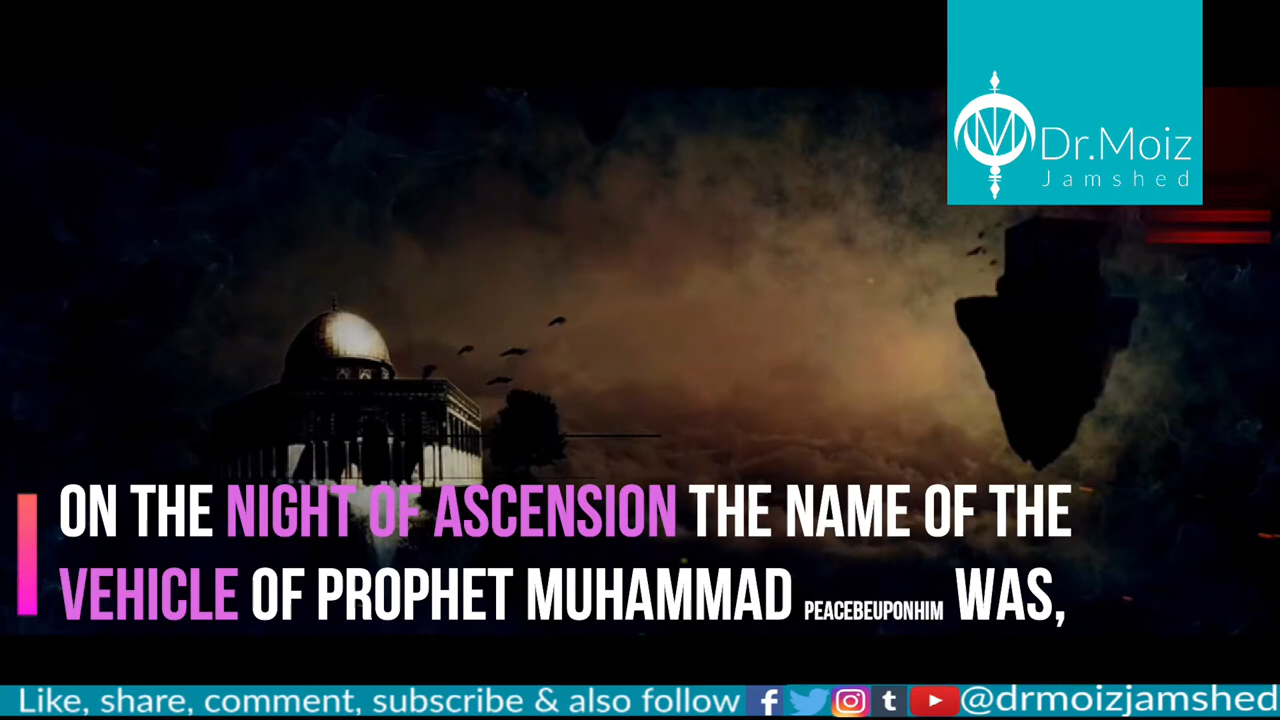 Dr.Moiz
Jamshed
ON THE NIGHT OF ASCENSION THE NAME OF THE
VEHICLE OF PROPHET MUHAMMAD PEACEBEUPONHIM WAS,
Like, share, comment, subscribe & also follow @drmoizjamshed